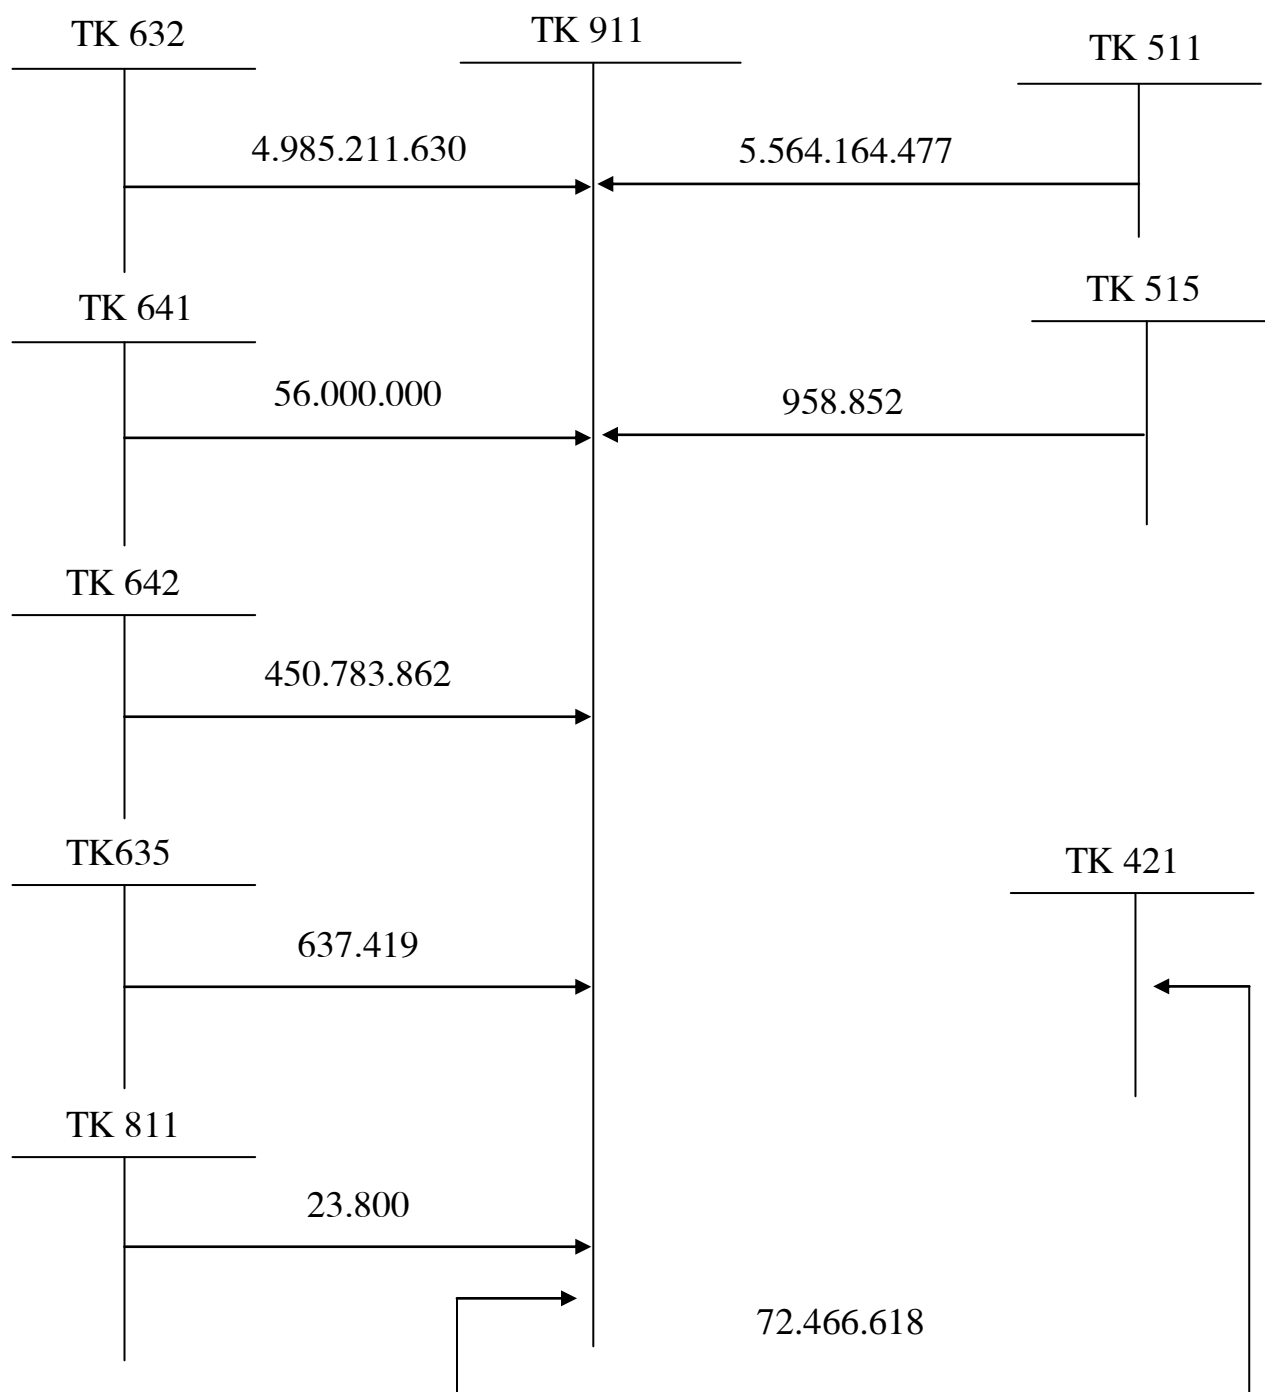 TK 632
TK 911
TK 511
4.985.211.630
5.564.164.477
TK 641
TK 515
56.000.000
958.852
TK 642
450.783.862
TK635
TK 421
637.419
TK 811
23.800
72.466.618